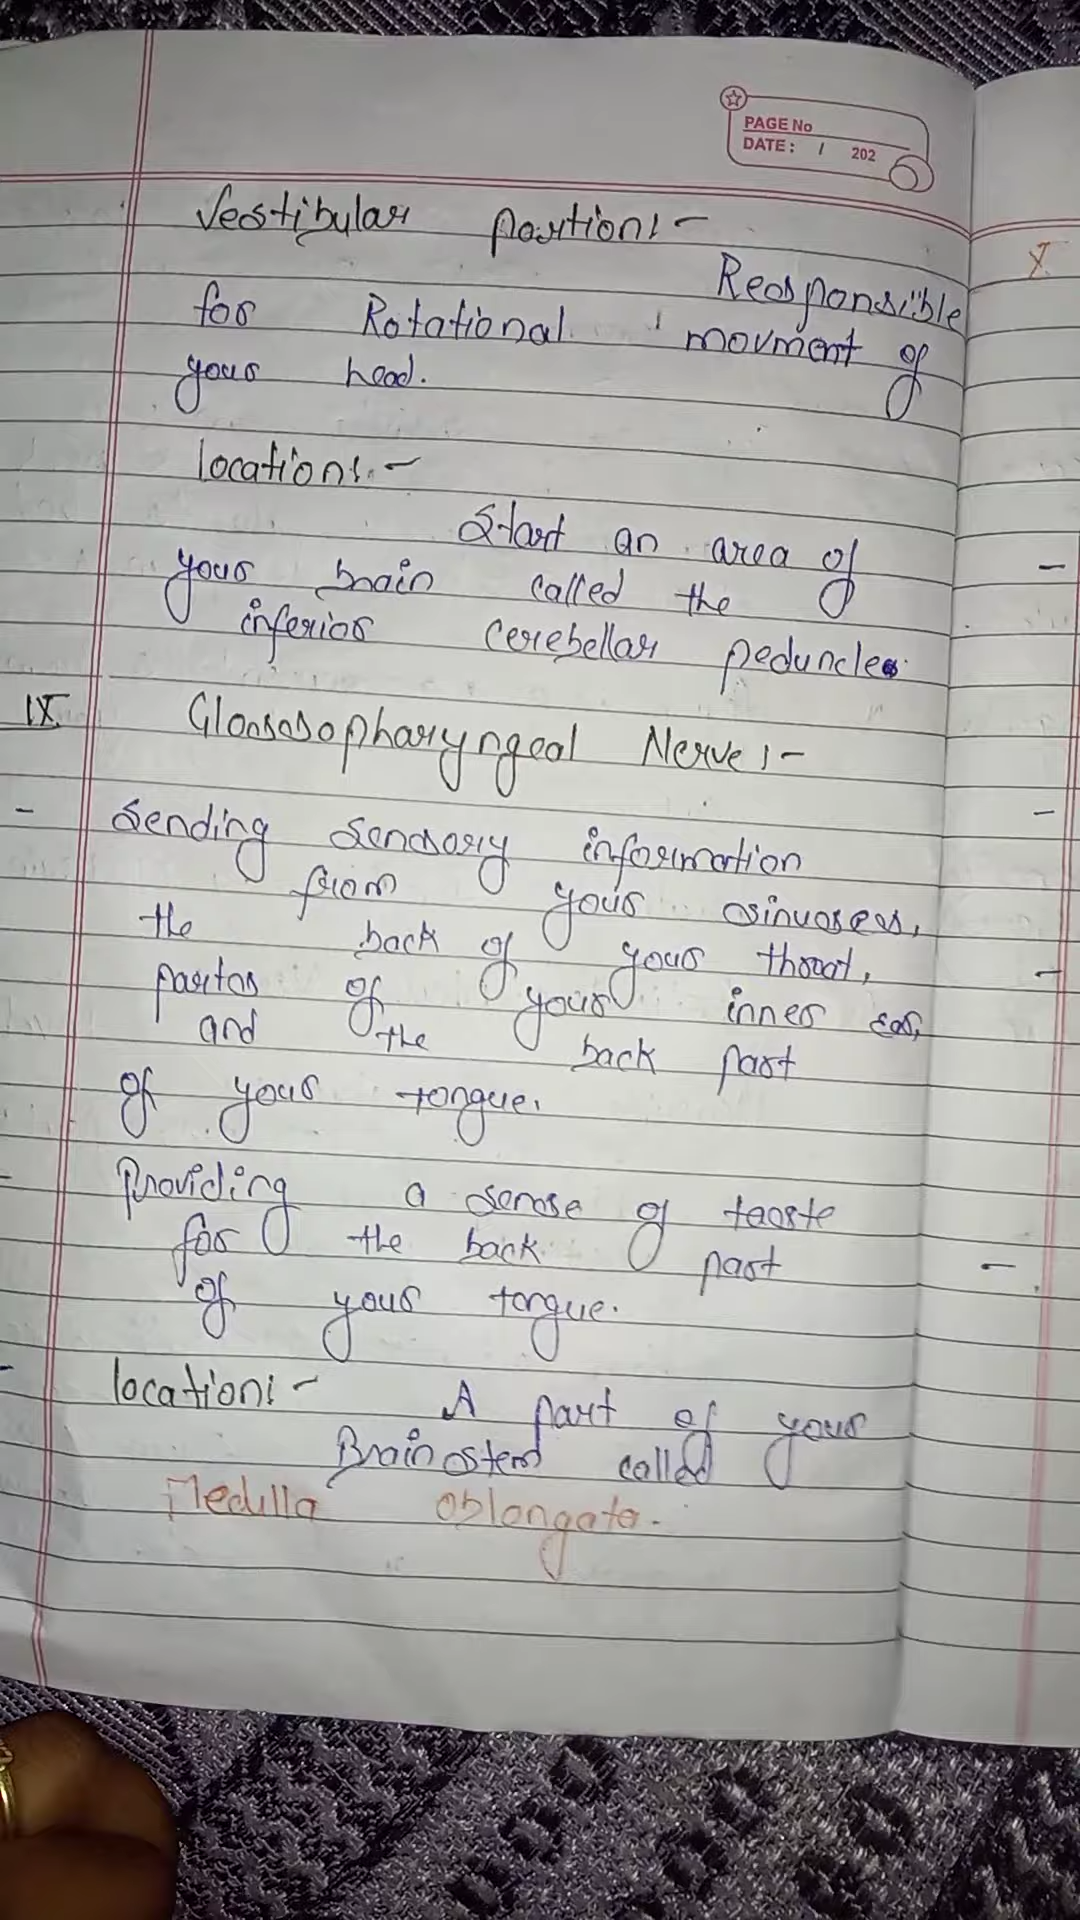 PAGE No
DATE: / 202
Vestibular portion:-
Responsible
for Rotational movment of
your head.
location:-
Start an area of
your brain called the
inferior cerebellar peduncle.
IX Glossosopharyngeal Nerve:-
- Sending Sensory information
from your sinuses,
the back of your throat,
parts of your inner ear,
and the back part
of your tongue.
- Providing a sense of taste
for the back part
of your tongue.
- location:- A part of your
Brainstem called
Medulla oblongata.
X